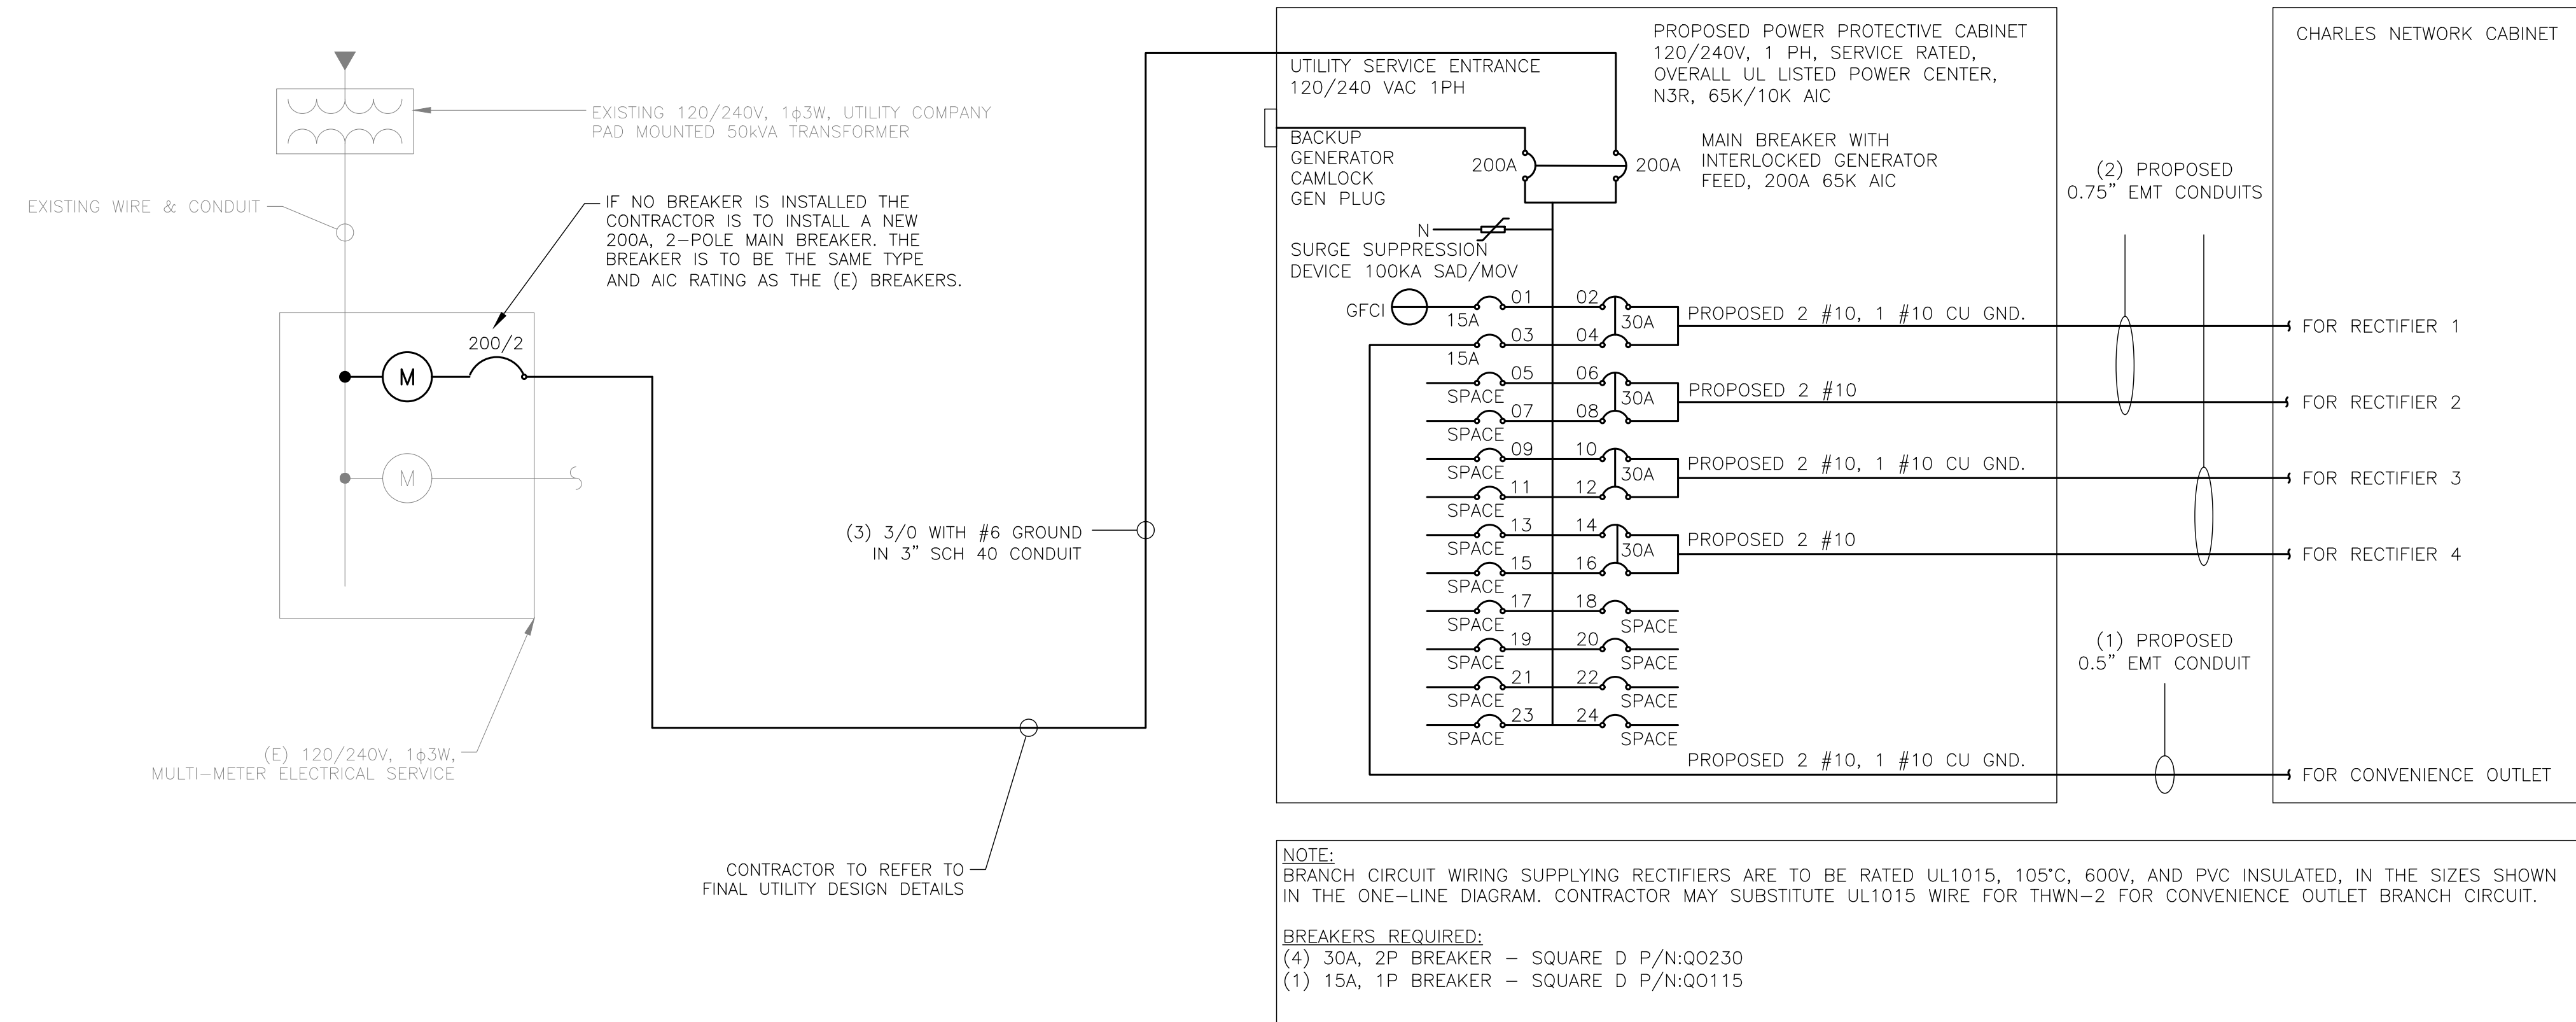 EXISTING 120/240V, 1ϕ3W, UTILITY COMPANY
PAD MOUNTED 50kVA TRANSFORMER
EXISTING WIRE & CONDUIT
IF NO BREAKER IS INSTALLED THE
CONTRACTOR IS TO INSTALL A NEW
200A, 2-POLE MAIN BREAKER. THE
BREAKER IS TO BE THE SAME TYPE
AND AIC RATING AS THE (E) BREAKERS.
200/2
M
M
(E) 120/240V, 1ϕ3W,
MULTI-METER ELECTRICAL SERVICE
(3) 3/0 WITH #6 GROUND
IN 3" SCH 40 CONDUIT
CONTRACTOR TO REFER TO
FINAL UTILITY DESIGN DETAILS
UTILITY SERVICE ENTRANCE
120/240 VAC 1PH
PROPOSED POWER PROTECTIVE CABINET
120/240V, 1 PH, SERVICE RATED,
OVERALL UL LISTED POWER CENTER,
N3R, 65K/10K AIC
BACKUP
GENERATOR
CAMLOCK
GEN PLUG
200A
200A
MAIN BREAKER WITH
INTERLOCKED GENERATOR
FEED, 200A 65K AIC
N
SURGE SUPPRESSION
DEVICE 100KA SAD/MOV
GFCI
15A
01
02
30A
PROPOSED 2 #10, 1 #10 CU GND.
15A
03
04
SPACE
05
06
30A
PROPOSED 2 #10
SPACE
07
08
SPACE
09
10
30A
PROPOSED 2 #10, 1 #10 CU GND.
SPACE
11
12
SPACE
13
14
30A
PROPOSED 2 #10
SPACE
15
16
SPACE
17
18
SPACE
SPACE
19
20
SPACE
SPACE
21
22
SPACE
SPACE
23
24
SPACE
PROPOSED 2 #10, 1 #10 CU GND.
(2) PROPOSED
0.75" EMT CONDUITS
(1) PROPOSED
0.5" EMT CONDUIT
CHARLES NETWORK CABINET
FOR RECTIFIER 1
FOR RECTIFIER 2
FOR RECTIFIER 3
FOR RECTIFIER 4
FOR CONVENIENCE OUTLET
NOTE:
BRANCH CIRCUIT WIRING SUPPLYING RECTIFIERS ARE TO BE RATED UL1015, 105°C, 600V, AND PVC INSULATED, IN THE SIZES SHOWN
IN THE ONE-LINE DIAGRAM. CONTRACTOR MAY SUBSTITUTE UL1015 WIRE FOR THWN-2 FOR CONVENIENCE OUTLET BRANCH CIRCUIT.
BREAKERS REQUIRED:
(4) 30A, 2P BREAKER - SQUARE D P/N:QO230
(1) 15A, 1P BREAKER - SQUARE D P/N:QO115